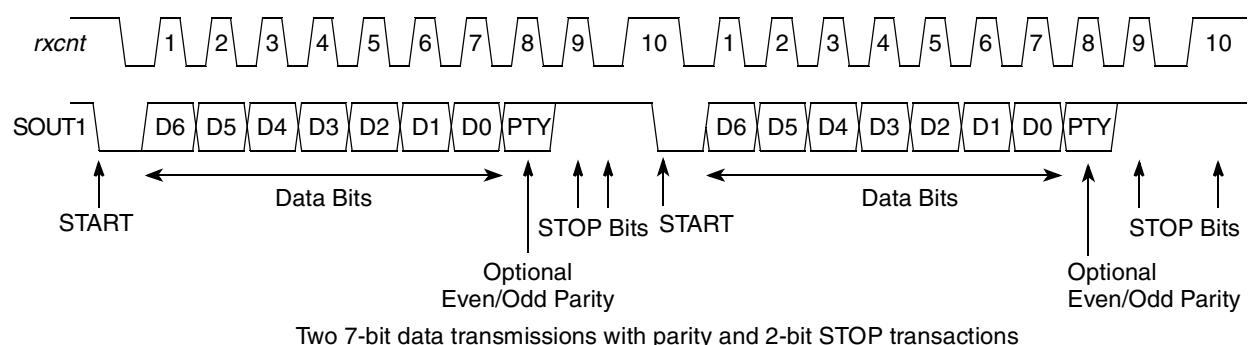 rxcnt 1 2 3 4 5 6 7 8 9 10 1 2 3 4 5 6 7 8 9 10
SOUT1 D6 D5 D4 D3 D2 D1 D0 PTY D6 D5 D4 D3 D2 D1 D0 PTY
Data Bits Data Bits
START STOP Bits START STOP Bits
Optional Optional
Even/Odd Parity Even/Odd Parity
Two 7-bit data transmissions with parity and 2-bit STOP transactions